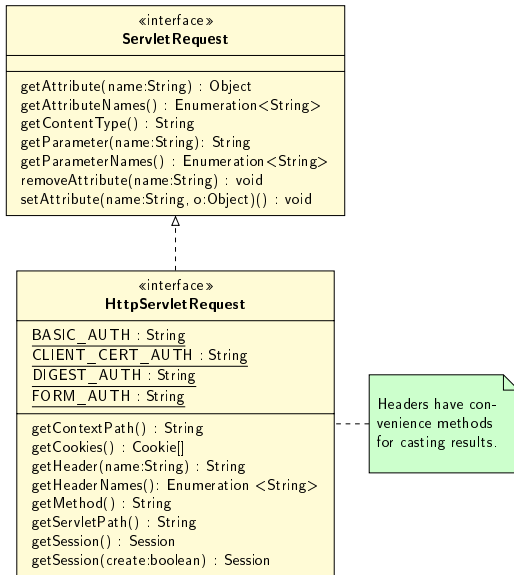 «interface»
ServletRequest
getAttribute(name:String) : Object
getAttributeNames() : Enumeration<String>
getContentType() : String
getParameter(name:String): String
getParameterNames() : Enumeration<String>
removeAttribute(name:String) : void
setAttribute(name:String, o:Object)() : void
«interface»
HttpServletRequest
BASIC_AUTH : String
CLIENT_CERT_AUTH : String
DIGEST_AUTH : String
FORM_AUTH : String
getContextPath() : String
getCookies() : Cookie[]
getHeader(name:String) : String
getHeaderNames(): Enumeration <String>
getMethod() : String
getServletPath() : String
getSession() : Session
getSession(create:boolean) : Session
Headers have con-
venience methods
for casting results.